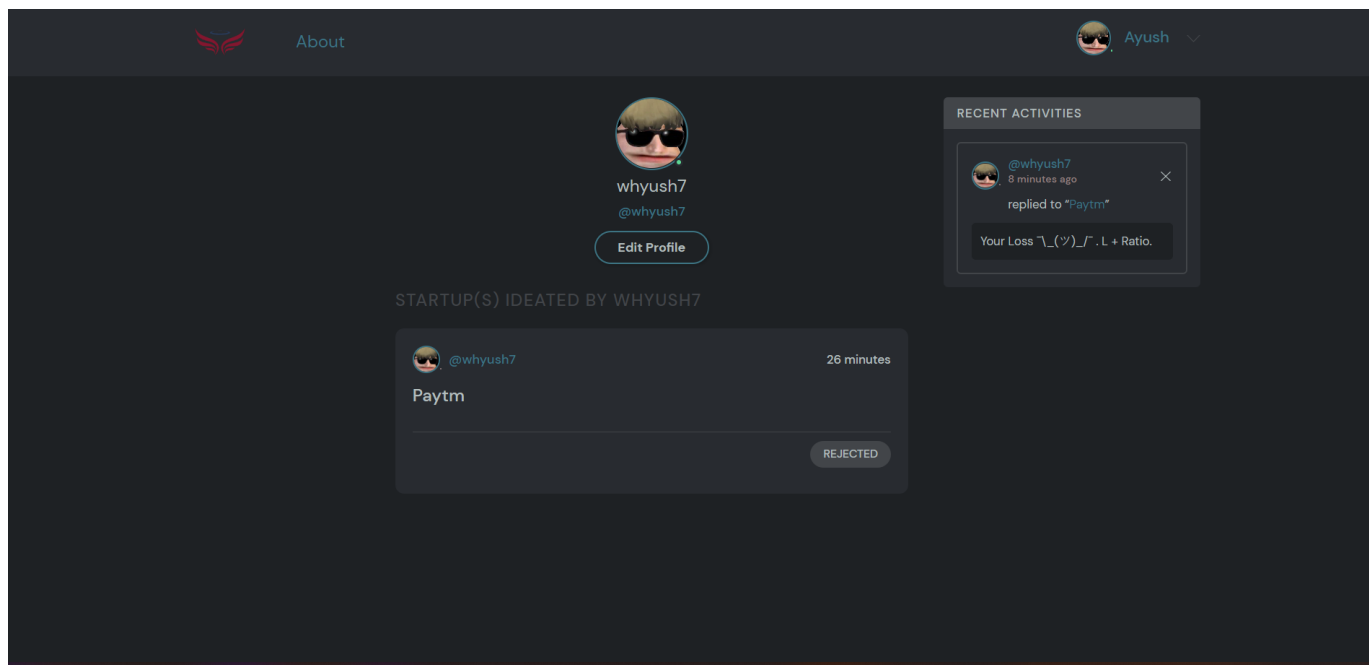 About
Ayush
whyush7
@whyush7
Edit Profile
STARTUP(S) IDEATED BY WHYUSH7
@whyush7
26 minutes
Paytm
REJECTED
RECENT ACTIVITIES
@whyush7
8 minutes ago
replied to “Paytm”
Your Loss ¯\_(ツ)_/¯ . L + Ratio.